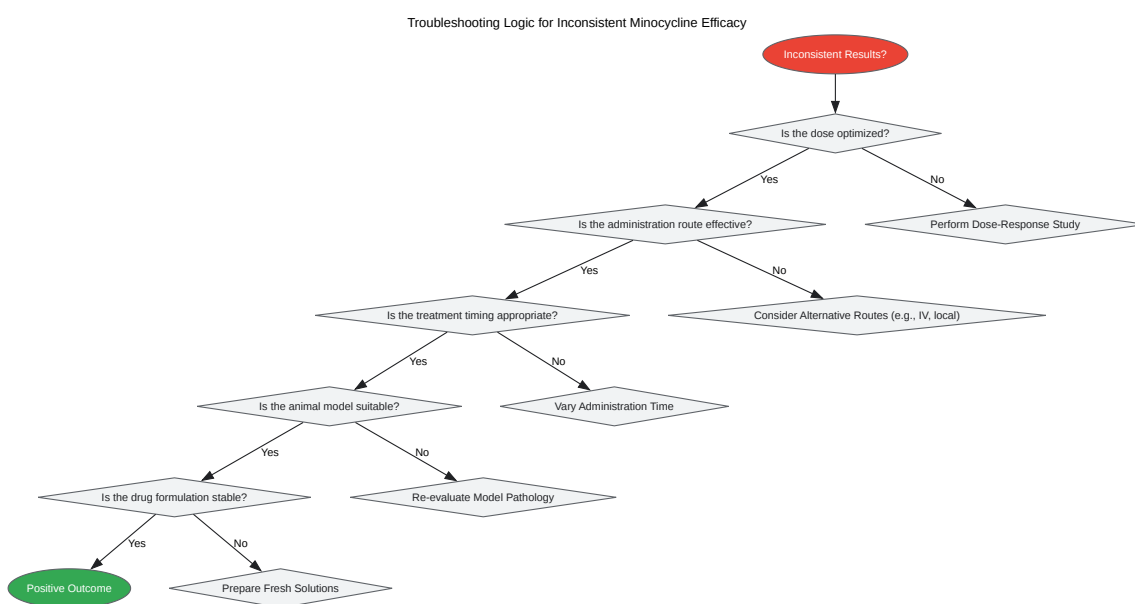 Troubleshooting Logic for Inconsistent Minocycline Efficacy
Inconsistent Results?
Is the dose optimized?
Yes
No
Is the administration route effective?
Perform Dose-Response Study
Yes
No
Is the treatment timing appropriate?
Consider Alternative Routes (e.g., IV, local)
Yes
No
Is the animal model suitable?
Vary Administration Time
Yes
No
Is the drug formulation stable?
Re-evaluate Model Pathology
Yes
No
Positive Outcome
Prepare Fresh Solutions